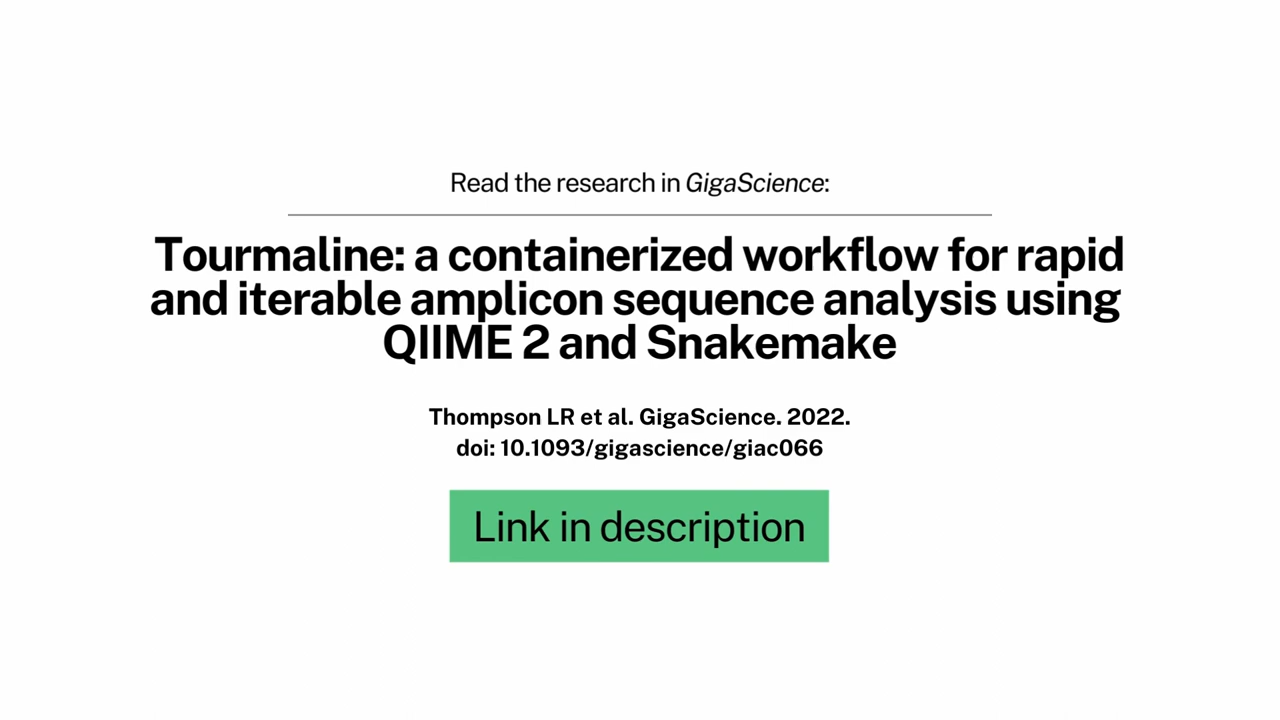 Read the research in GigaScience:
Tourmaline: a containerized workflow for rapid
and iterable amplicon sequence analysis using
QIIME 2 and Snakemake
Thompson LR et al. GigaScience. 2022.
doi: 10.1093/gigascience/giac066
Link in description